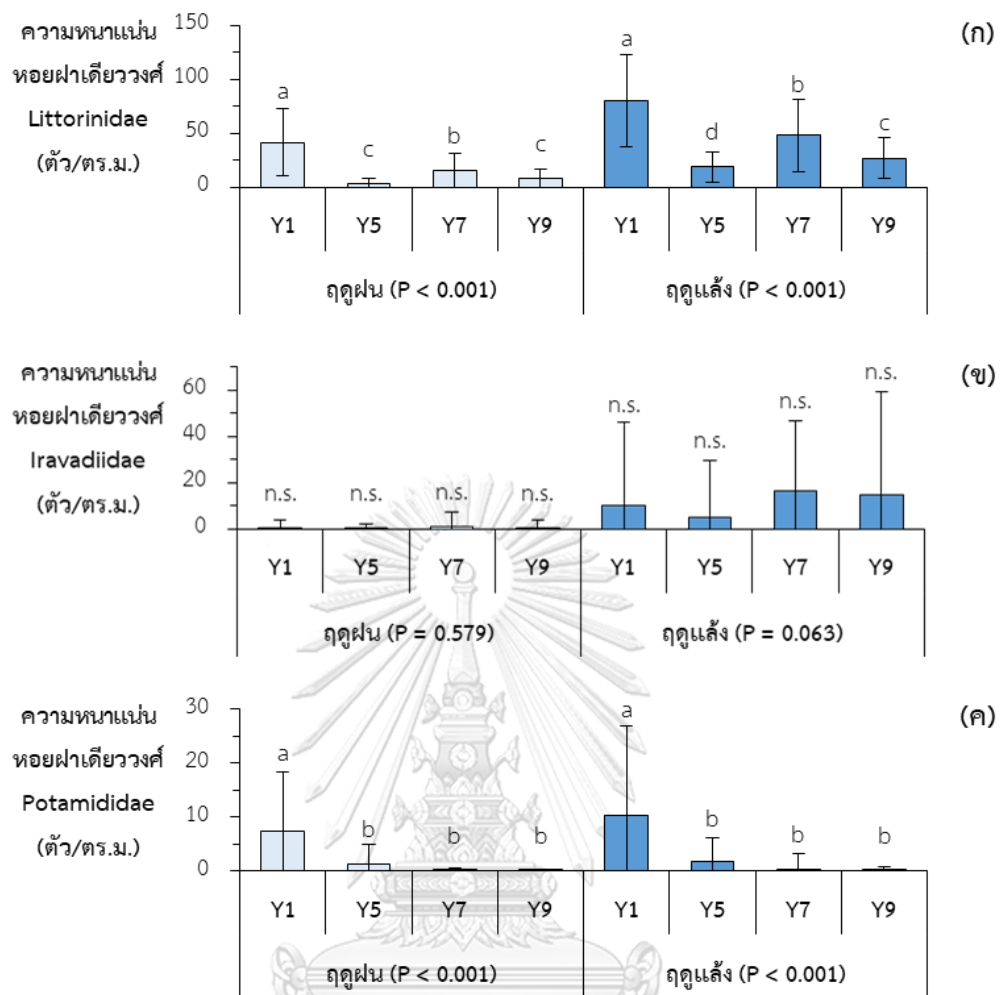 ความหนาแน่น
หอยฝาเดียววงศ์
Littorinidae
(ตัว/ตร.ม.)
150
100
50
0
(ก)
a c b c a d b c
Y1 Y5 Y7 Y9 Y1 Y5 Y7 Y9
ฤดูฝน (P < 0.001) ฤดูแล้ง (P < 0.001)
ความหนาแน่น
หอยฝาเดียววงศ์
Iravadiidae
(ตัว/ตร.ม.)
60
40
20
0
(ข)
n.s. n.s. n.s. n.s. n.s. n.s. n.s. n.s.
Y1 Y5 Y7 Y9 Y1 Y5 Y7 Y9
ฤดูฝน (P = 0.579) ฤดูแล้ง (P = 0.063)
ความหนาแน่น
หอยฝาเดียววงศ์
Potamididae
(ตัว/ตร.ม.)
30
20
10
0
(ค)
a b b b a b b b
Y1 Y5 Y7 Y9 Y1 Y5 Y7 Y9
ฤดูฝน (P < 0.001) ฤดูแล้ง (P < 0.001)